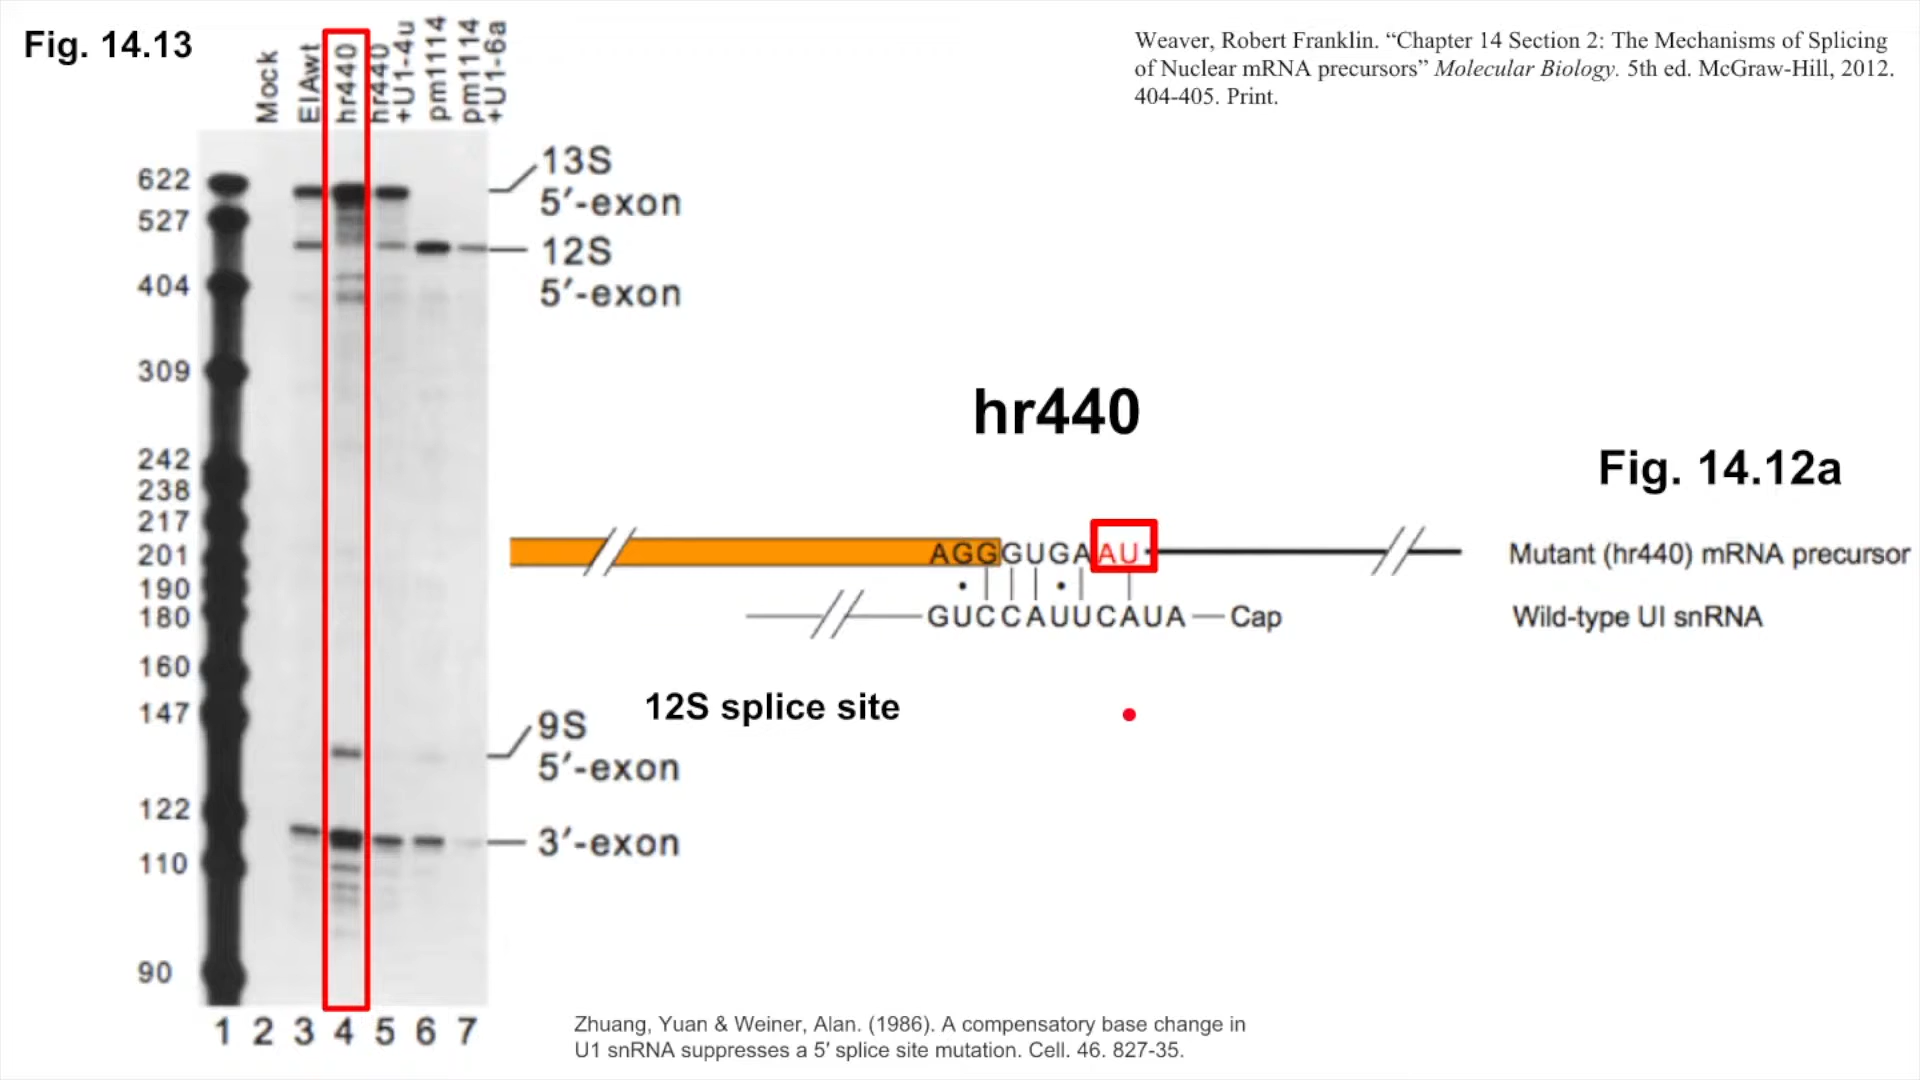 Fig. 14.13
Mock
EIAwt
hr440
hr440
+U1-4u
pm1114
pm1114
+U1-6a
Weaver, Robert Franklin. “Chapter 14 Section 2: The Mechanisms of Splicing
of Nuclear mRNA precursors” Molecular Biology. 5th ed. McGraw-Hill, 2012.
404-405. Print.
622
527
404
309
242
238
217
201
190
180
160
147
122
110
90
13S
5′-exon
12S
5′-exon
9S
5′-exon
3′-exon
1 2 3 4 5 6 7
hr440
Fig. 14.12a
AGGGUGAAU
Mutant (hr440) mRNA precursor
GUCCAUUCAUA
Cap
Wild-type UI snRNA
12S splice site
Zhuang, Yuan & Weiner, Alan. (1986). A compensatory base change in
U1 snRNA suppresses a 5′ splice site mutation. Cell. 46. 827-35.